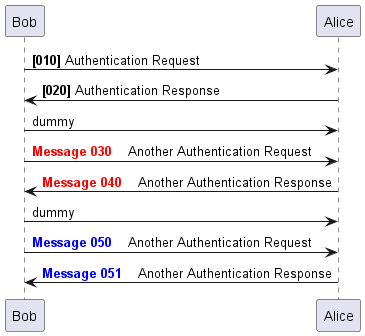 Bob Alice
[010] Authentication Request
[020] Authentication Response
dummy
Message 030 Another Authentication Request
Message 040 Another Authentication Response
dummy
Message 050 Another Authentication Request
Message 051 Another Authentication Response
Bob Alice